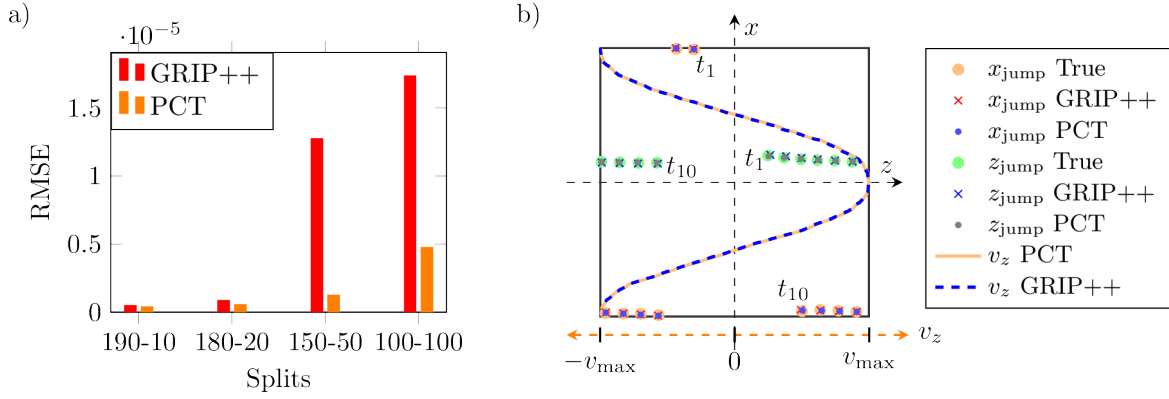 a)
·10⁻⁵
GRIP++
PCT
1.5
1
0.5
0
RMSE
190-10
180-20
150-50
100-100
Splits
b)
x
t₁
t₁₀
t₁
z
t₁₀
v_z
−v_max
0
v_max
x_jump True
x_jump GRIP++
x_jump PCT
z_jump True
z_jump GRIP++
z_jump PCT
v_z PCT
v_z GRIP++